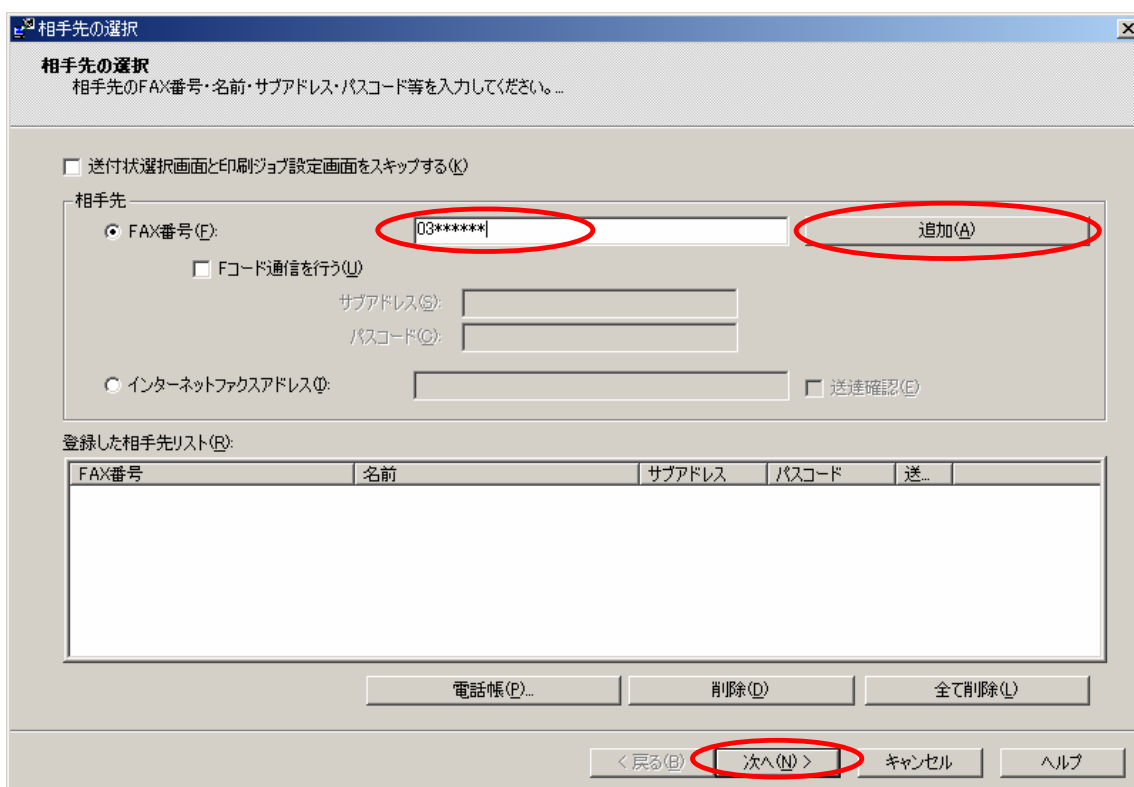 相手先の選択
相手先の選択
相手先のFAX番号・名前・サブアドレス・パスコード等を入力してください。...
送付状選択画面と印刷ジョブ設定画面をスキップする(K)
相手先
FAX番号(F): 03****** 追加(A)
Fコード通信を行う(U)
サブアドレス(S):
パスコード(C):
インターネットファクスアドレス(I): 送達確認(E)
登録した相手先リスト(R):
FAX番号 名前 サブアドレス パスコード 送...
電話帳(P)... 削除(D) 全て削除(L)
< 戻る(B) 次へ(N) > キャンセル ヘルプ